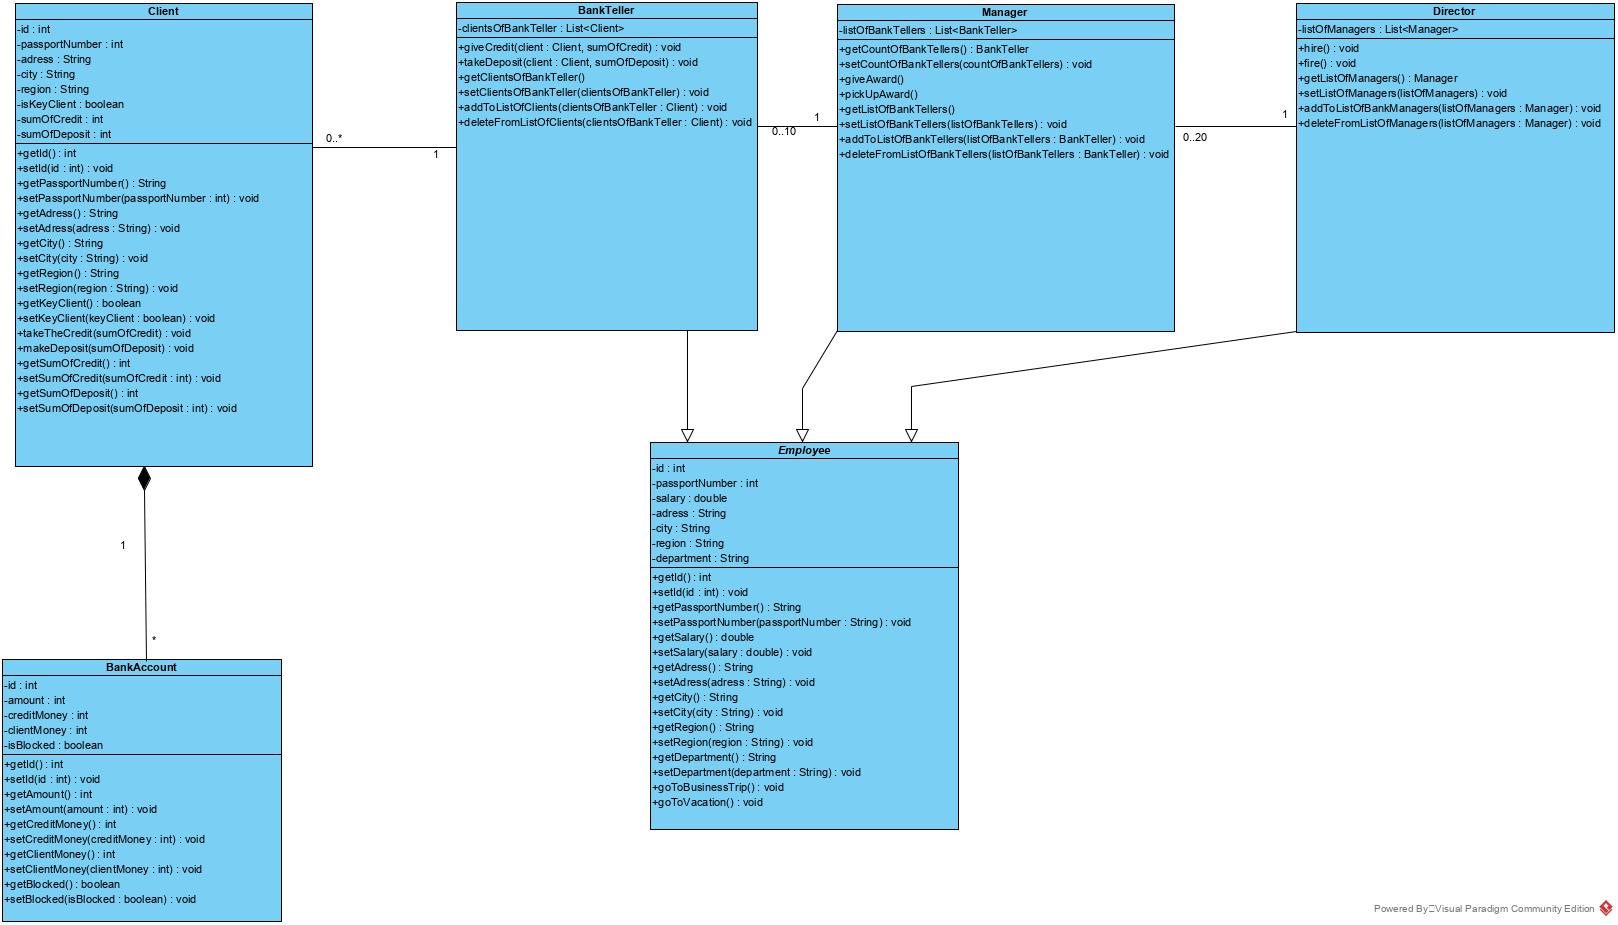 Client
-id : int
-passportNumber : int
-adress : String
-city : String
-region : String
-isKeyClient : boolean
-sumOfCredit : int
-sumOfDeposit : int
+getId() : int
+setId(id : int) : void
+getPassportNumber() : String
+setPassportNumber(passportNumber : int) : void
+getAdress() : String
+setAdress(adress : String) : void
+getCity() : String
+setCity(city : String) : void
+getRegion() : String
+setRegion(region : String) : void
+getKeyClient() : boolean
+setKeyClient(keyClient : boolean) : void
+takeTheCredit(sumOfCredit) : void
+makeDeposit(sumOfDeposit) : void
+getSumOfCredit() : int
+setSumOfCredit(sumOfCredit : int) : void
+getSumOfDeposit() : int
+setSumOfDeposit(sumOfDeposit : int) : void
0..*
1
BankTeller
-clientsOfBankTeller : List<Client>
+giveCredit(client : Client, sumOfCredit) : void
+takeDeposit(client : Client, sumOfDeposit) : void
+getClientsOfBankTeller()
+setClientsOfBankTeller(clientsOfBankTeller) : void
+addToListOfClients(clientsOfBankTeller : Client) : void
+deleteFromListOfClients(clientsOfBankTeller : Client) : void
1
0..10
Manager
-listOfBankTellers : List<BankTeller>
+getCountOfBankTellers() : BankTeller
+setCountOfBankTellers(countOfBankTellers) : void
+giveAward()
+pickUpAward()
+getListOfBankTellers()
+setListOfBankTellers(listOfBankTellers) : void
+addToListOfBankTellers(listOfBankTellers : BankTeller) : void
+deleteFromListOfBankTellers(listOfBankTellers : BankTeller) : void
1
0..20
Director
-listOfManagers : List<Manager>
+hire() : void
+fire() : void
+getListOfManagers() : Manager
+setListOfManagers(listOfManagers) : void
+addToListOfBankManagers(listOfManagers : Manager) : void
+deleteFromListOfManagers(listOfManagers : Manager) : void
1
*
BankAccount
-id : int
-amount : int
-creditMoney : int
-clientMoney : int
-isBlocked : boolean
+getId() : int
+setId(id : int) : void
+getAmount() : int
+setAmount(amount : int) : void
+getCreditMoney() : int
+setCreditMoney(creditMoney : int) : void
+getClientMoney() : int
+setClientMoney(clientMoney : int) : void
+getBlocked() : boolean
+setBlocked(isBlocked : boolean) : void
Employee
-id : int
-passportNumber : int
-salary : double
-adress : String
-city : String
-region : String
-department : String
+getId() : int
+setId(id : int) : void
+getPassportNumber() : String
+setPassportNumber(passportNumber : String) : void
+getSalary() : double
+setSalary(salary : double) : void
+getAdress() : String
+setAdress(adress : String) : void
+getCity() : String
+setCity(city : String) : void
+getRegion() : String
+setRegion(region : String) : void
+getDepartment() : String
+setDepartment(department : String) : void
+goToBusinessTrip() : void
+goToVacation() : void
Powered By□Visual Paradigm Community Edition